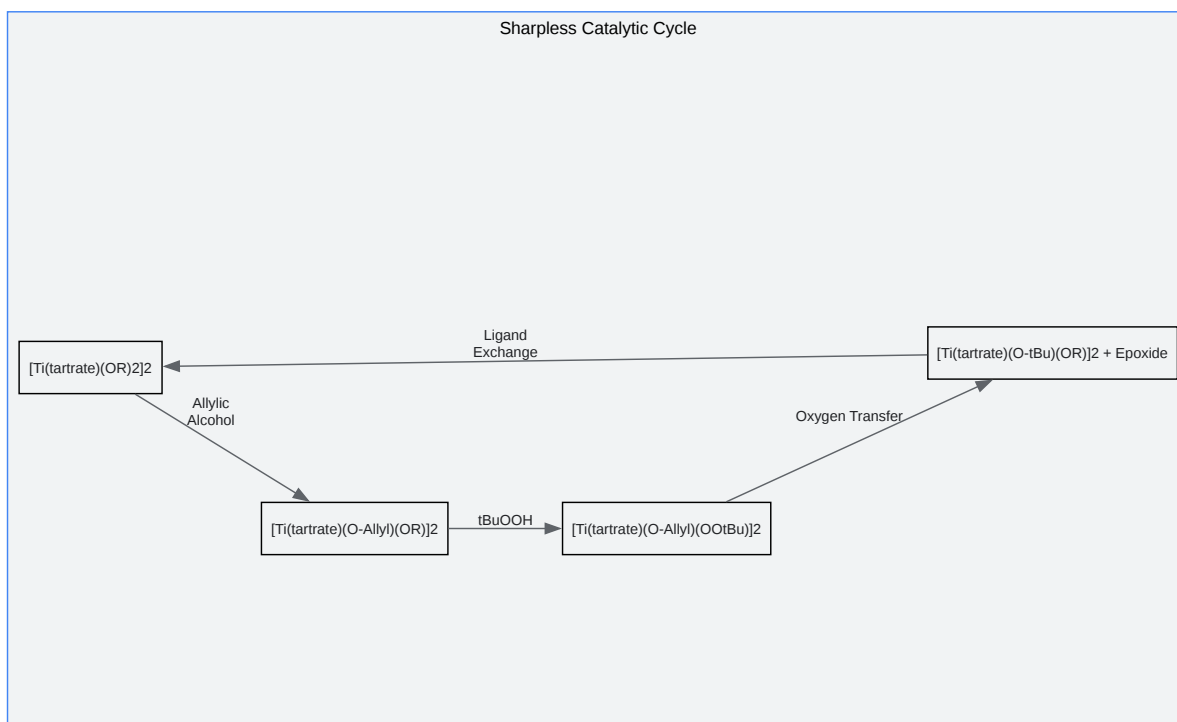 Sharpless Catalytic Cycle
Ligand
Exchange
[Ti(tartrate)(O-tBu)(OR)]2 + Epoxide
[Ti(tartrate)(OR)2]2
Allylic
Alcohol
Oxygen Transfer
[Ti(tartrate)(O-Allyl)(OR)]2
tBuOOH
[Ti(tartrate)(O-Allyl)(OOtBu)]2